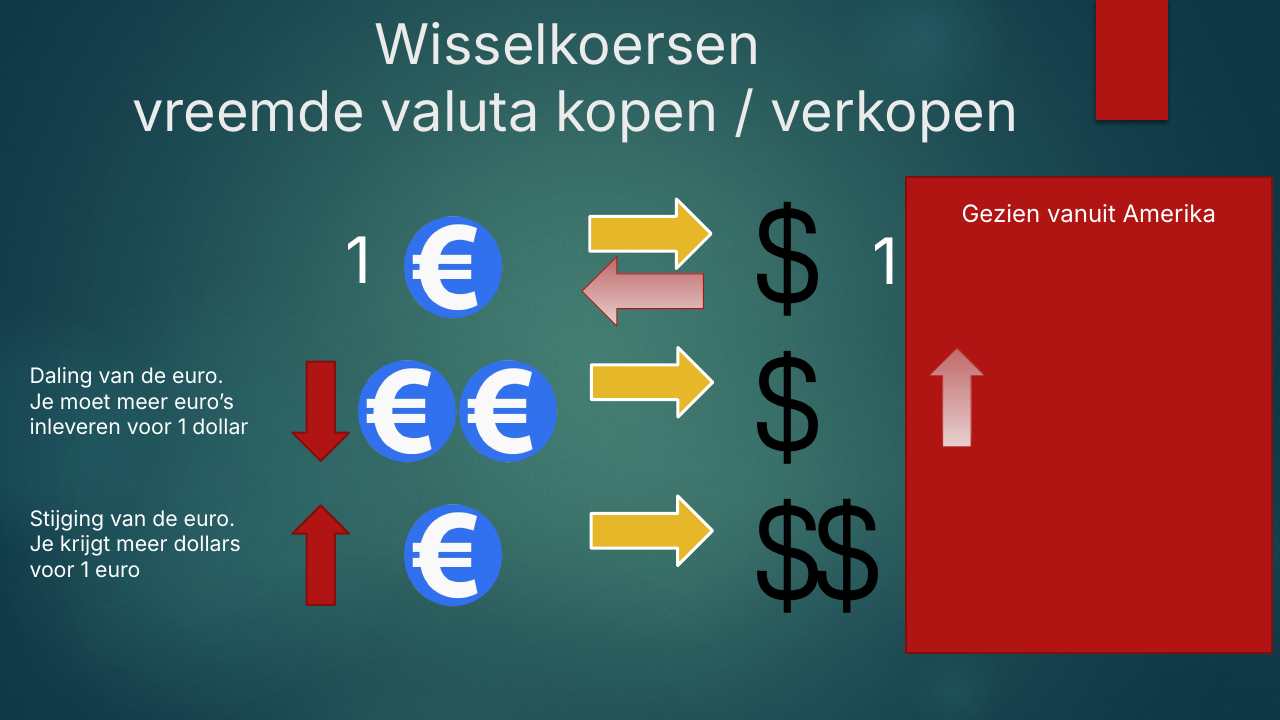 Wisselkoersen
vreemde valuta kopen / verkopen
Gezien vanuit Amerika
1 € $ 1
Daling van de euro.
Je moet meer euro’s
inleveren voor 1 dollar
€ € $
Stijging van de euro.
Je krijgt meer dollars
voor 1 euro
€ $$